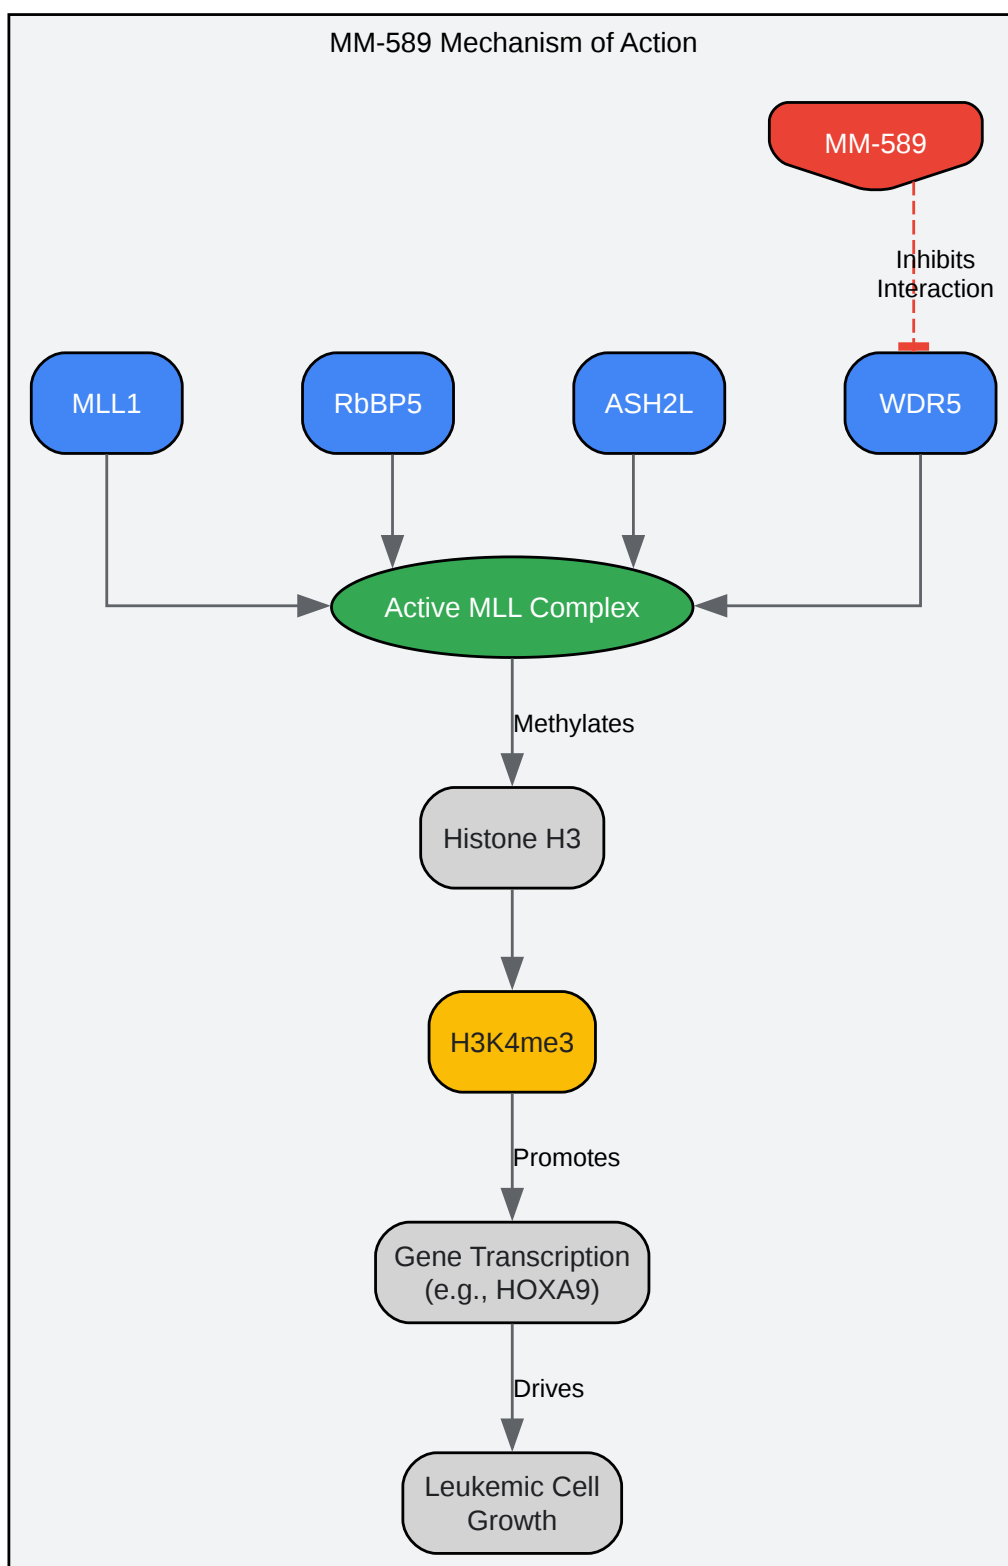 MM-589 Mechanism of Action
MM-589
Inhibits
Interaction
MLL1
RbBP5
ASH2L
WDR5
Active MLL Complex
Methylates
Histone H3
H3K4me3
Promotes
Gene Transcription
(e.g., HOXA9)
Drives
Leukemic Cell
Growth